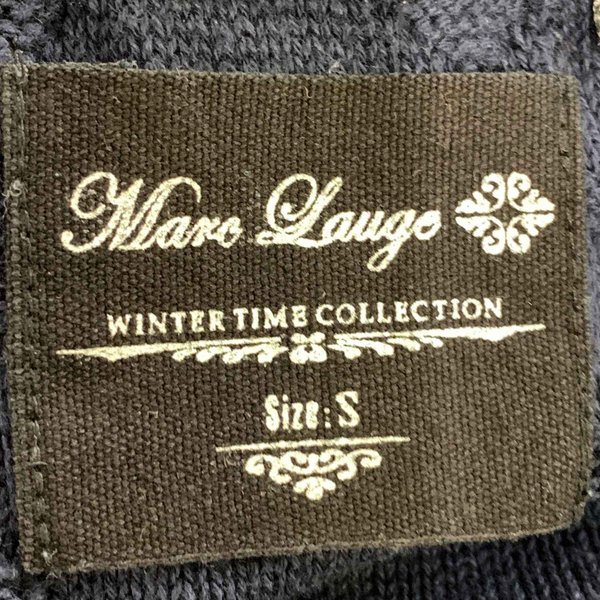 Marc Lauge
WINTER TIME COLLECTION
Size: S